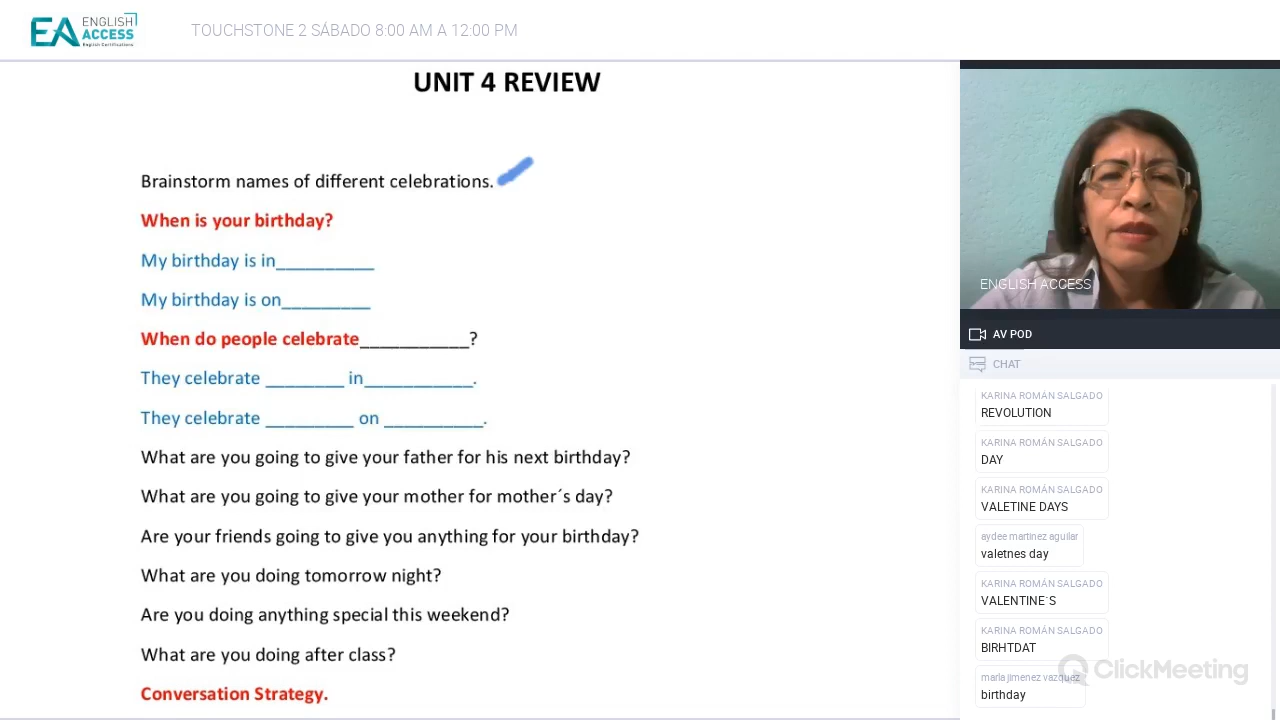 EA ENGLISH ACCESS
English Certifications
TOUCHSTONE 2 SÁBADO 8:00 AM A 12:00 PM
UNIT 4 REVIEW
Brainstorm names of different celebrations.
When is your birthday?
My birthday is in__________
My birthday is on_________
When do people celebrate___________?
They celebrate ________ in___________.
They celebrate _________ on __________.
What are you going to give your father for his next birthday?
What are you going to give your mother for mother´s day?
Are your friends going to give you anything for your birthday?
What are you doing tomorrow night?
Are you doing anything special this weekend?
What are you doing after class?
Conversation Strategy.
ENGLISH ACCESS
AV POD
CHAT
KARINA ROMÁN SALGADO
REVOLUTION
KARINA ROMÁN SALGADO
DAY
KARINA ROMÁN SALGADO
VALETINE DAYS
aydee martinez aguilar
valetnes day
KARINA ROMÁN SALGADO
VALENTINE´S
KARINA ROMÁN SALGADO
BIRHTDAT
maria jimenez vazquez
birthday
ClickMeeting